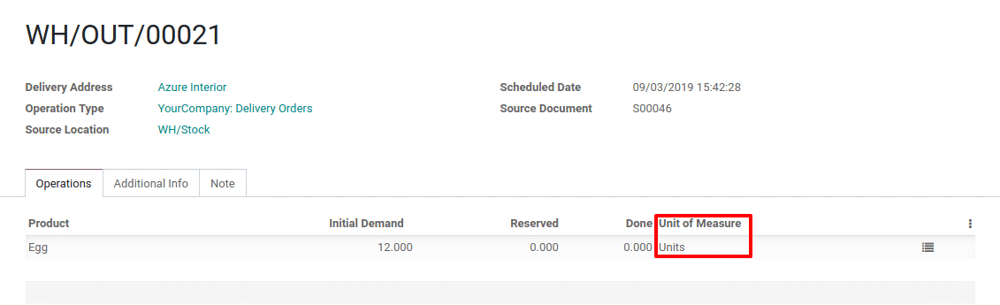 WH/OUT/00021
Delivery Address Azure Interior Scheduled Date 09/03/2019 15:42:28
Operation Type YourCompany: Delivery Orders Source Document S00046
Source Location WH/Stock
Operations Additional Info Note
Product Initial Demand Reserved Done Unit of Measure
Egg 12.000 0.000 0.000 Units